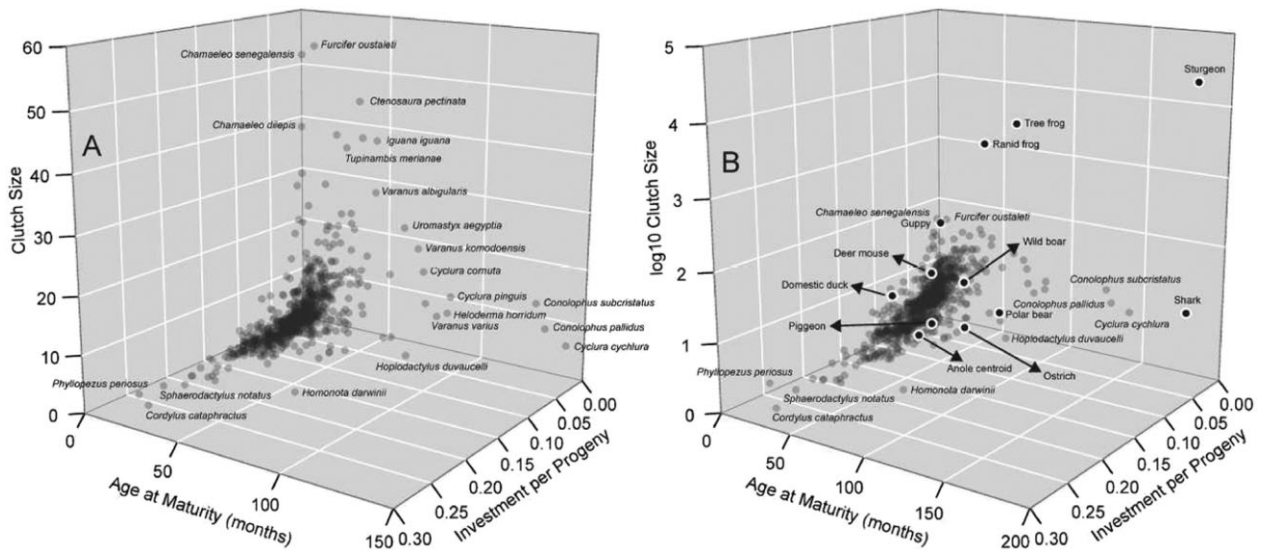 A
Clutch Size
60
50
40
30
20
10
0
Chamaeleo senegalensis
Furcifer oustaleti
Ctenosaura pectinata
Chamaeleo dilepis
Iguana iguana
Tupinambis merianae
Varanus albigularis
Uromastyx aegyptia
Varanus komodoensis
Cyclura cornuta
Cyclura pinguis
Conolophus subcristatus
Heloderma horridum
Varanus varius
Conolophus pallidus
Cyclura cychlura
Hoplodactylus duvaucelli
Phyllopezus periosus
Sphaerodactylus notatus
Homonota darwinii
Cordylus cataphractus
0
50
100
150
Age at Maturity (months)
0.30
0.25
0.20
0.15
0.10
0.05
0.00
Investment per Progeny
B
log10 Clutch Size
5
4
3
2
1
0
Sturgeon
Tree frog
Ranid frog
Chamaeleo senegalensis
Furcifer oustaleti
Guppy
Wild boar
Deer mouse
Domestic duck
Conolophus subcristatus
Conolophus pallidus
Shark
Polar bear
Cyclura cychlura
Piggeon
Hoplodactylus duvaucelli
Anole centroid
Ostrich
Phyllopezus periosus
Sphaerodactylus notatus
Homonota darwinii
Cordylus cataphractus
0
50
100
150
200
Age at Maturity (months)
0.30
0.25
0.20
0.15
0.10
0.05
0.00
Investment per Progeny